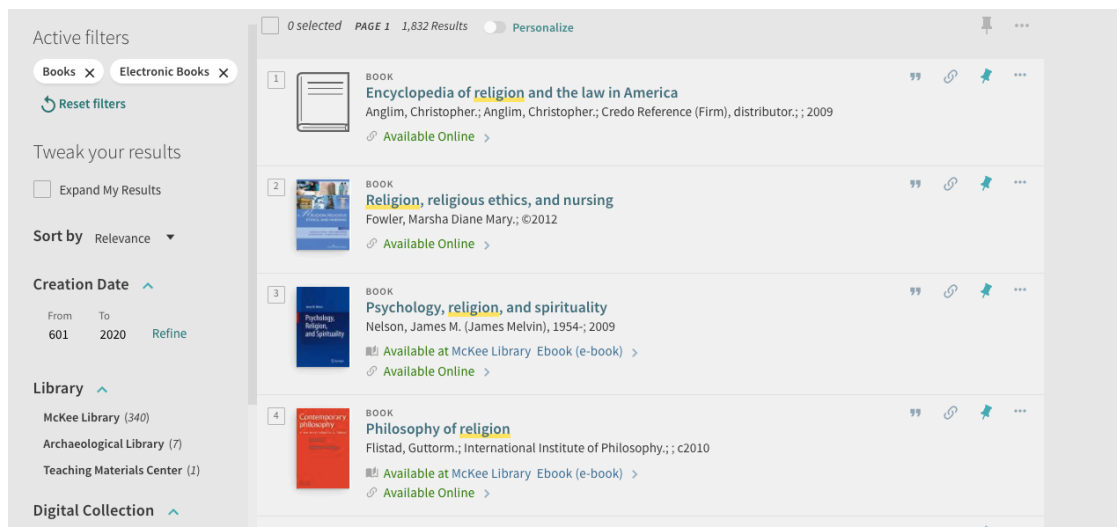 Active filters
Books ×
Electronic Books ×
Reset filters
Tweak your results
Expand My Results
Sort by Relevance
Creation Date
From To
601 2020 Refine
Library
McKee Library (340)
Archaeological Library (7)
Teaching Materials Center (1)
Digital Collection
0 selected PAGE 1 1,832 Results Personalize
1
BOOK
Encyclopedia of religion and the law in America
Anglim, Christopher.; Anglim, Christopher.; Credo Reference (Firm), distributor.; ; 2009
Available Online
2
BOOK
Religion, religious ethics, and nursing
Fowler, Marsha Diane Mary.; ©2012
Available Online
3
Psychology,
Religion,
and Spirituality
BOOK
Psychology, religion, and spirituality
Nelson, James M. (James Melvin), 1954-; 2009
Available at McKee Library Ebook (e-book)
Available Online
4
Contemporary
philosophy
BOOK
Philosophy of religion
Flistad, Guttorm.; International Institute of Philosophy.; ; c2010
Available at McKee Library Ebook (e-book)
Available Online